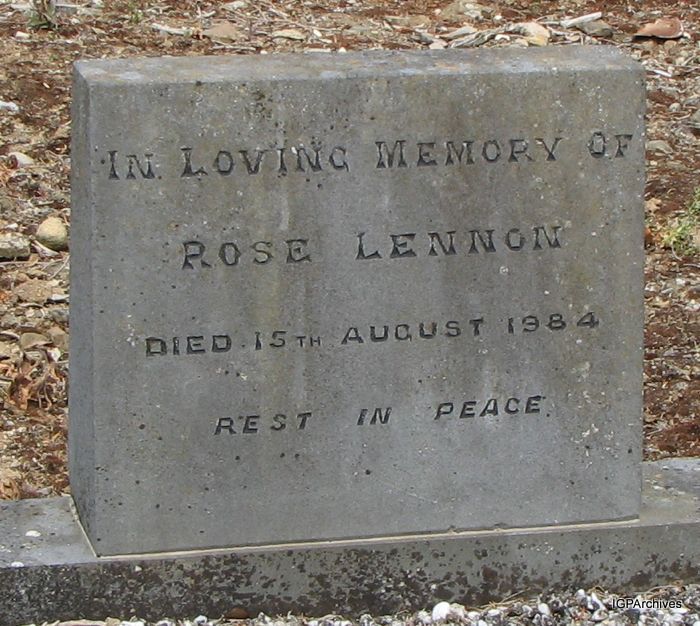 IN LOVING MEMORY OF
ROSE LENNON
DIED 15TH AUGUST 1984
REST IN PEACE
IGPArchives